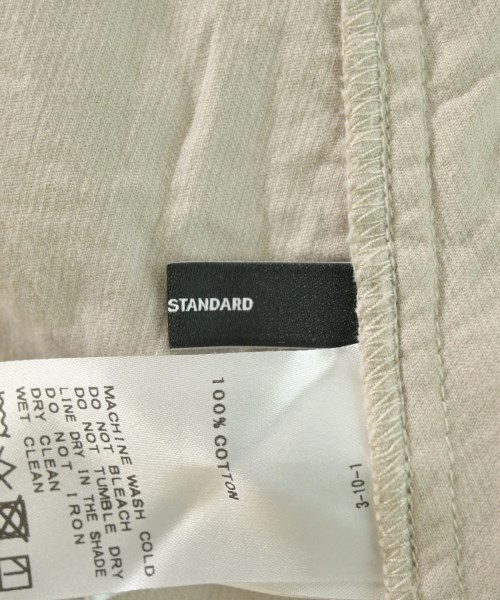 STANDARD
100% COTTON
MACHINE WASH COLD
DO NOT BLEACH
DO NOT TUMBLE DRY
LINE DRY IN THE SHADE
DO NOT IRON
DRY CLEAN
WET CLEAN
3-10-1